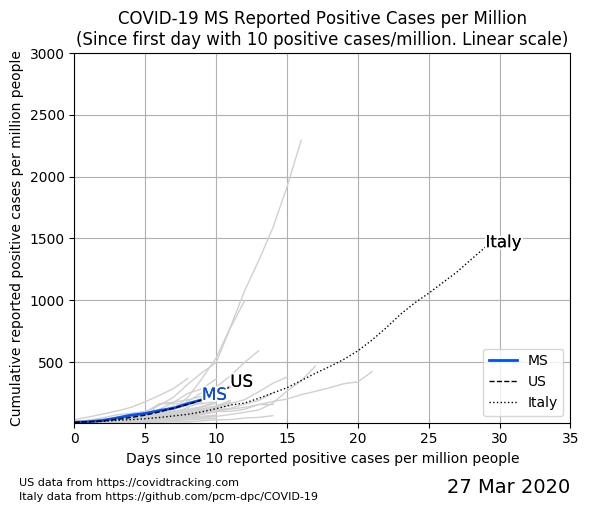 COVID-19 MS Reported Positive Cases per Million
(Since first day with 10 positive cases/million. Linear scale)
Cumulative reported positive cases per million people
3000
2500
2000
1500
1000
500
Italy
US
MS
MS
US
Italy
0
5
10
15
20
25
30
35
Days since 10 reported positive cases per million people
US data from https://covidtracking.com
Italy data from https://github.com/pcm-dpc/COVID-19
27 Mar 2020